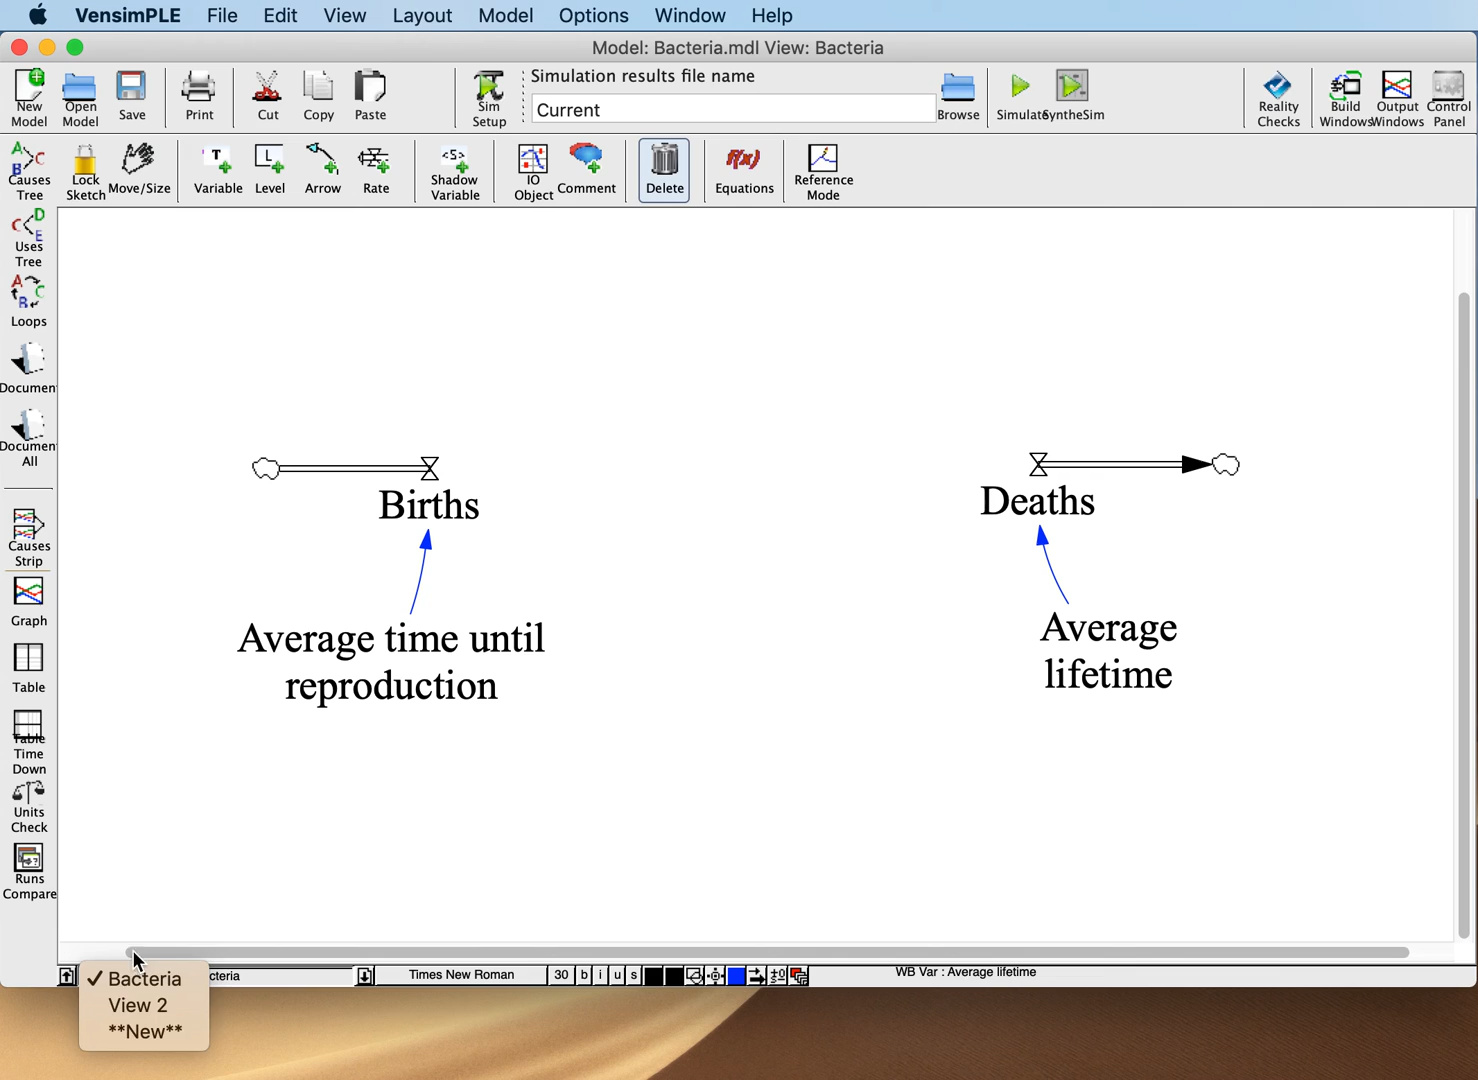 VensimPLE File Edit View Layout Model Options Window Help
Model: Bacteria.mdl View: Bacteria
New Model
Open Model
Save
Print
Cut
Copy
Paste
Sim Setup
Simulation results file name
Current
Browse
Simulate
SyntheSim
Reality Checks
Build Windows
Output Windows
Control Panel
Causes Tree
Lock Sketch
Move/Size
Variable
Level
Arrow
Rate
Shadow Variable
IO Object
Comment
Delete
Equations
Reference Mode
Uses Tree
Loops
Documen
Documen
All
Causes Strip
Graph
Table
Table Time Down
Units Check
Runs Compare
Births
Deaths
Average time until
reproduction
Average
lifetime
✓ Bacteria
View 2
**New**
cteria
Times New Roman
30 b i u s
WB Var : Average lifetime